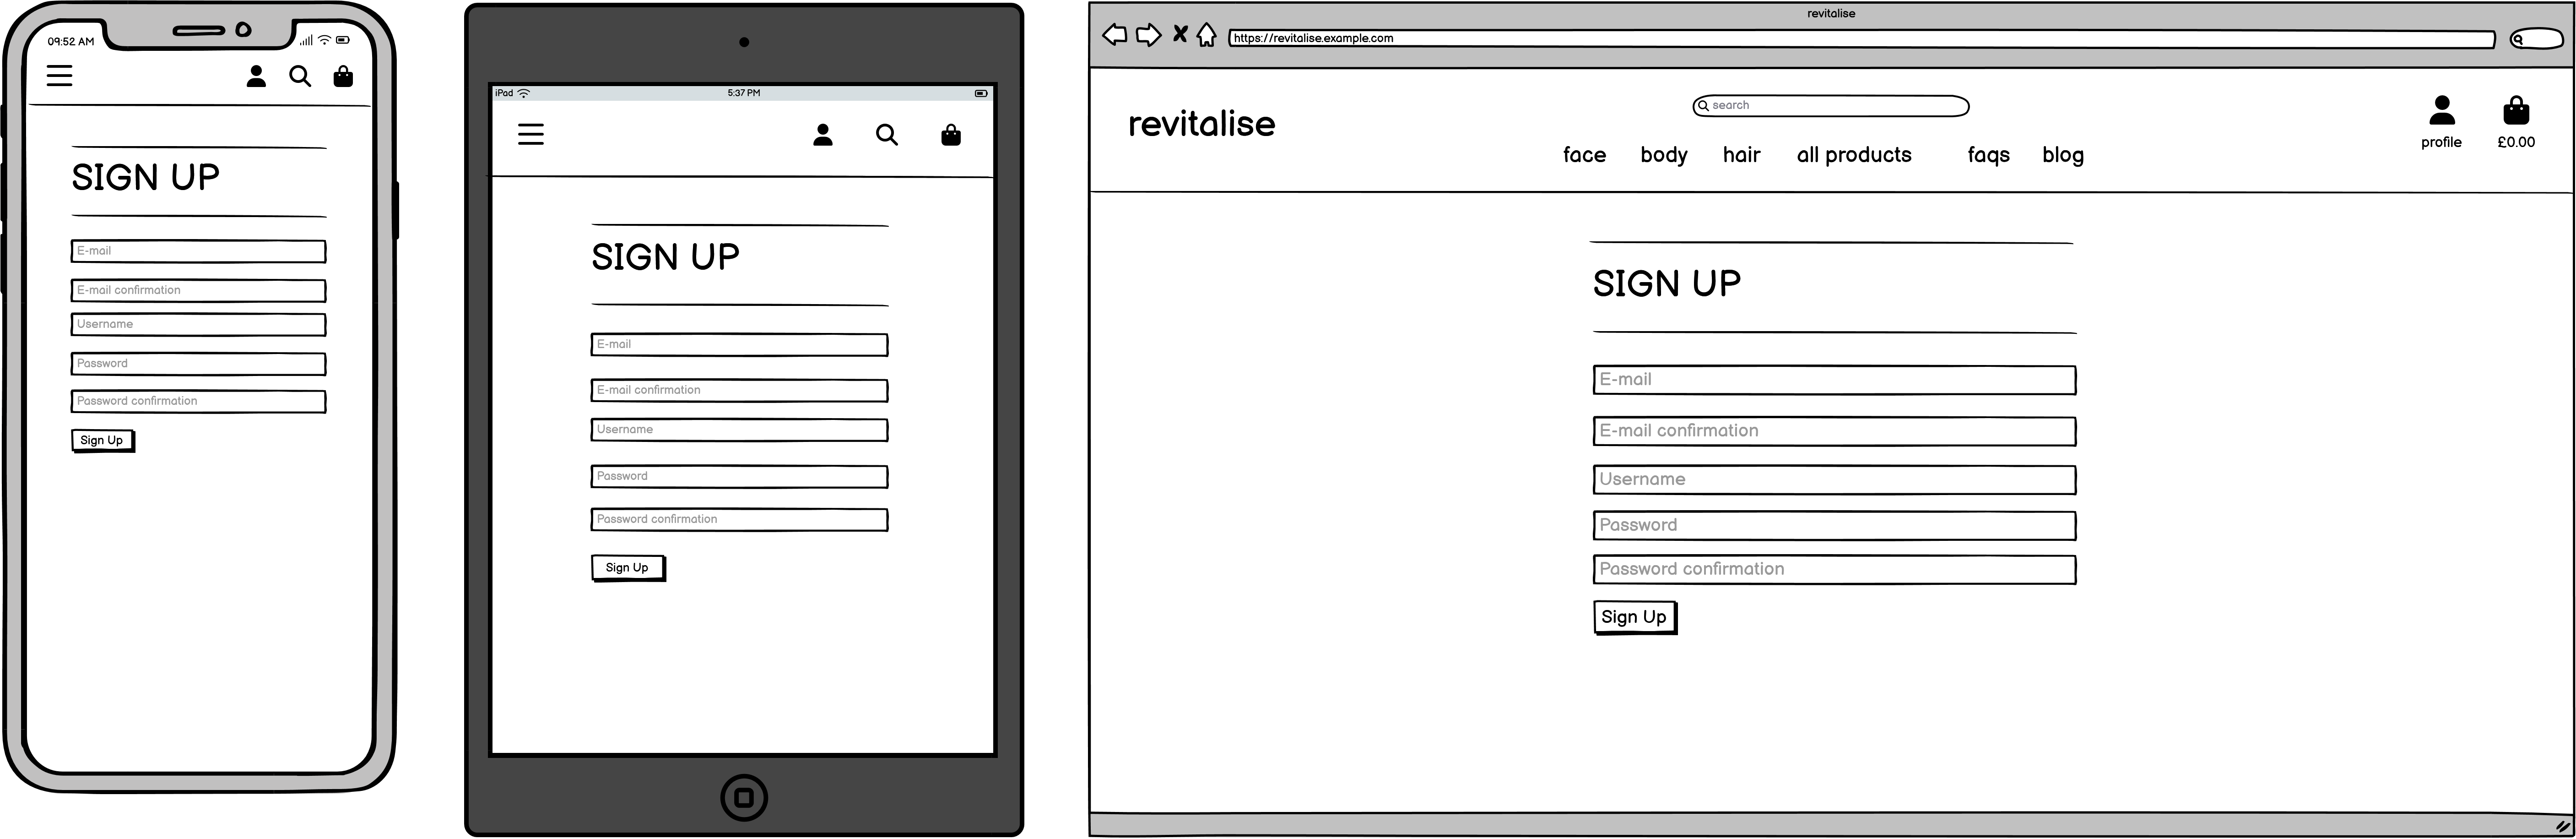 09:52 AM
SIGN UP
E-mail
E-mail confirmation
Username
Password
Password confirmation
Sign Up
iPad
5:37 PM
SIGN UP
E-mail
E-mail confirmation
Username
Password
Password confirmation
Sign Up
revitalise
https://revitalise.example.com
search
revitalise
face body hair all products faqs blog
profile £0.00
SIGN UP
E-mail
E-mail confirmation
Username
Password
Password confirmation
Sign Up